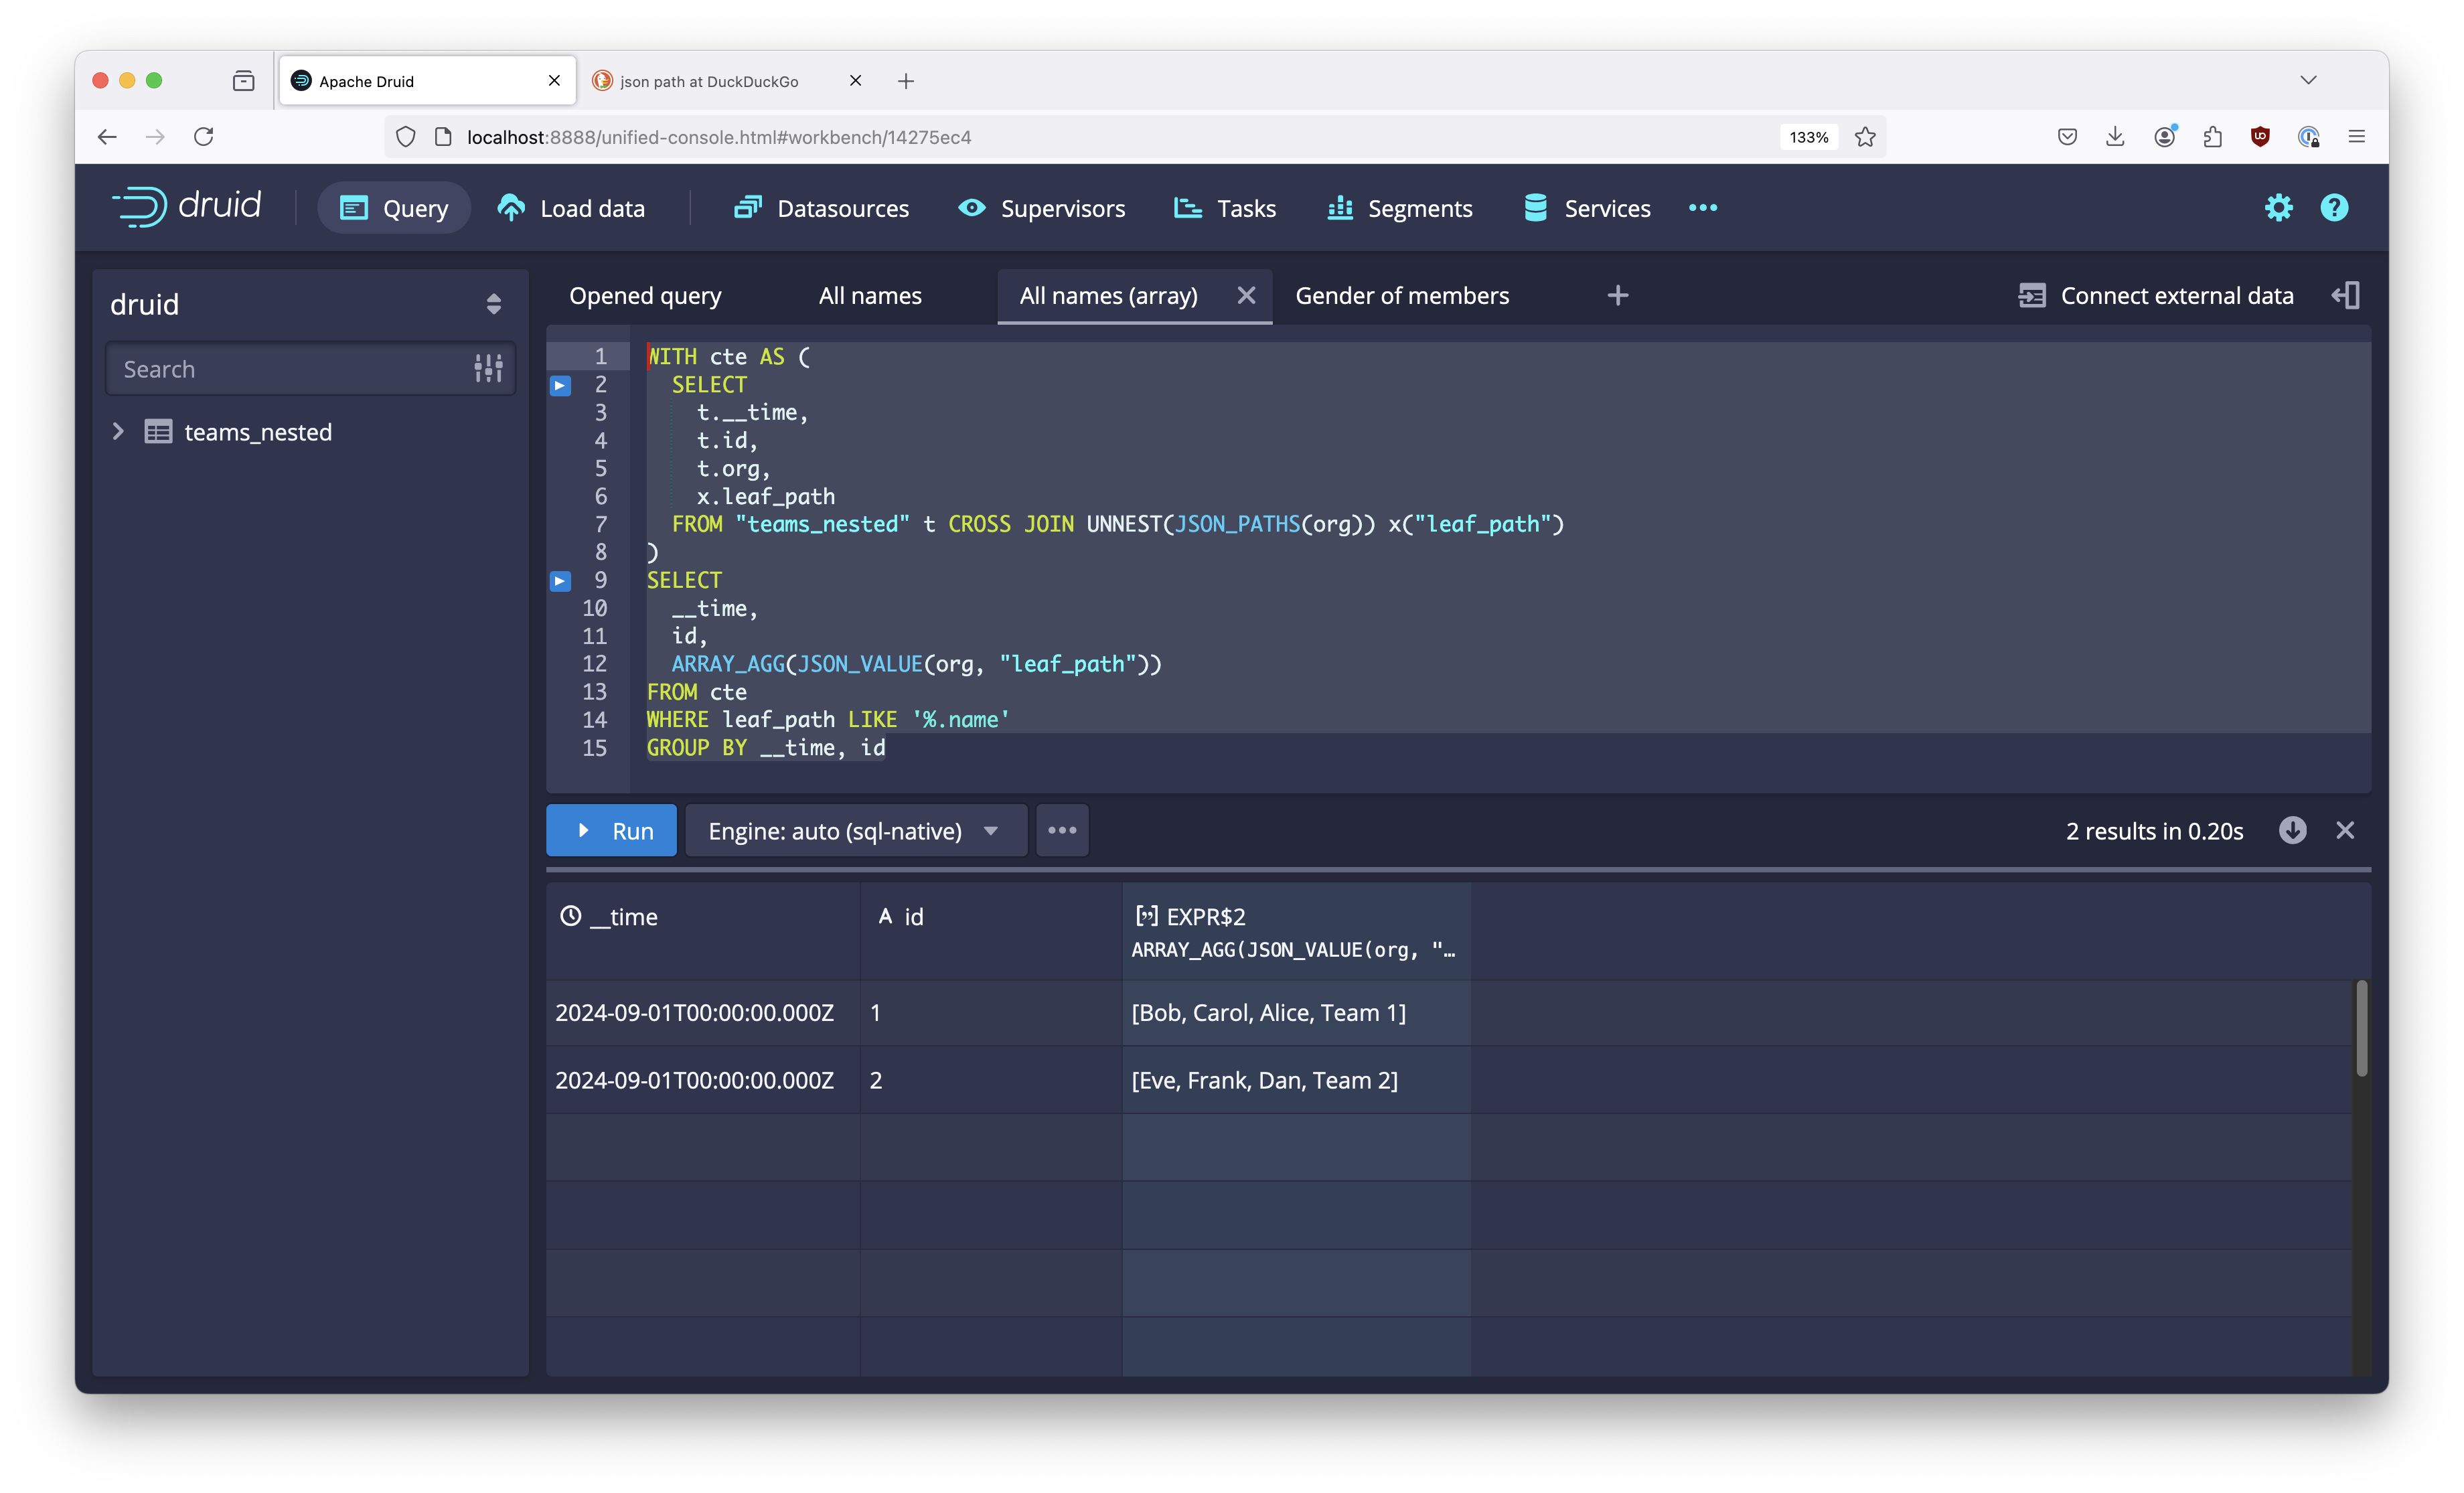 Apache Druid
json path at DuckDuckGo
localhost:8888/unified-console.html#workbench/14275ec4
133%
druid
Query
Load data
Datasources
Supervisors
Tasks
Segments
Services
druid
Search
teams_nested
Opened query
All names
All names (array)
Gender of members
Connect external data
1 WITH cte AS (
2 SELECT
3 t.__time,
4 t.id,
5 t.org,
6 x.leaf_path
7 FROM "teams_nested" t CROSS JOIN UNNEST(JSON_PATHS(org)) x("leaf_path")
8 )
9 SELECT
10 __time,
11 id,
12 ARRAY_AGG(JSON_VALUE(org, "leaf_path"))
13 FROM cte
14 WHERE leaf_path LIKE '%.name'
15 GROUP BY __time, id
Run
Engine: auto (sql-native)
2 results in 0.20s
__time
A id
EXPR$2
ARRAY_AGG(JSON_VALUE(org, "…
2024-09-01T00:00:00.000Z 1 [Bob, Carol, Alice, Team 1]
2024-09-01T00:00:00.000Z 2 [Eve, Frank, Dan, Team 2]